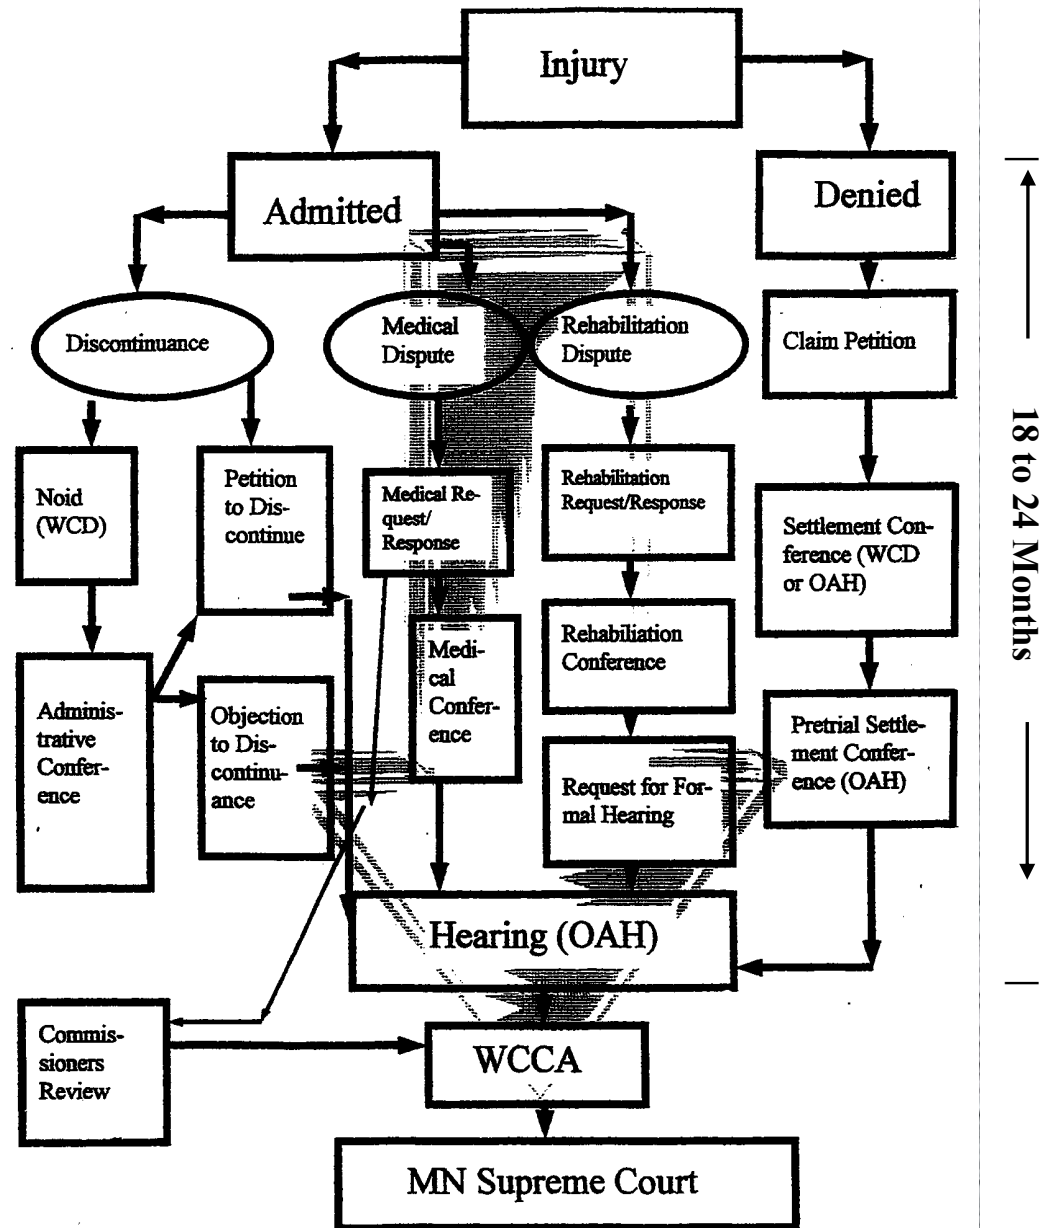 Injury
Admitted
Denied
Discontinuance
Medical
Dispute
Rehabilitation
Dispute
Claim Petition
Noid
(WCD)
Petition
to Dis-
continue
Medical Re-
quest/
Response
Rehabilitation
Request/Response
Settlement Con-
ference (WCD
or OAH)
Adminis-
trative
Confer-
ence
Objection
to Dis-
continu-
ance
Medi-
cal
Confer-
ence
Rehabiliation
Conference
Request for For-
mal Hearing
Pretrial Settle-
ment Confer-
ence (OAH)
Hearing (OAH)
Commis-
sioners
Review
WCCA
MN Supreme Court
18 to 24 Months